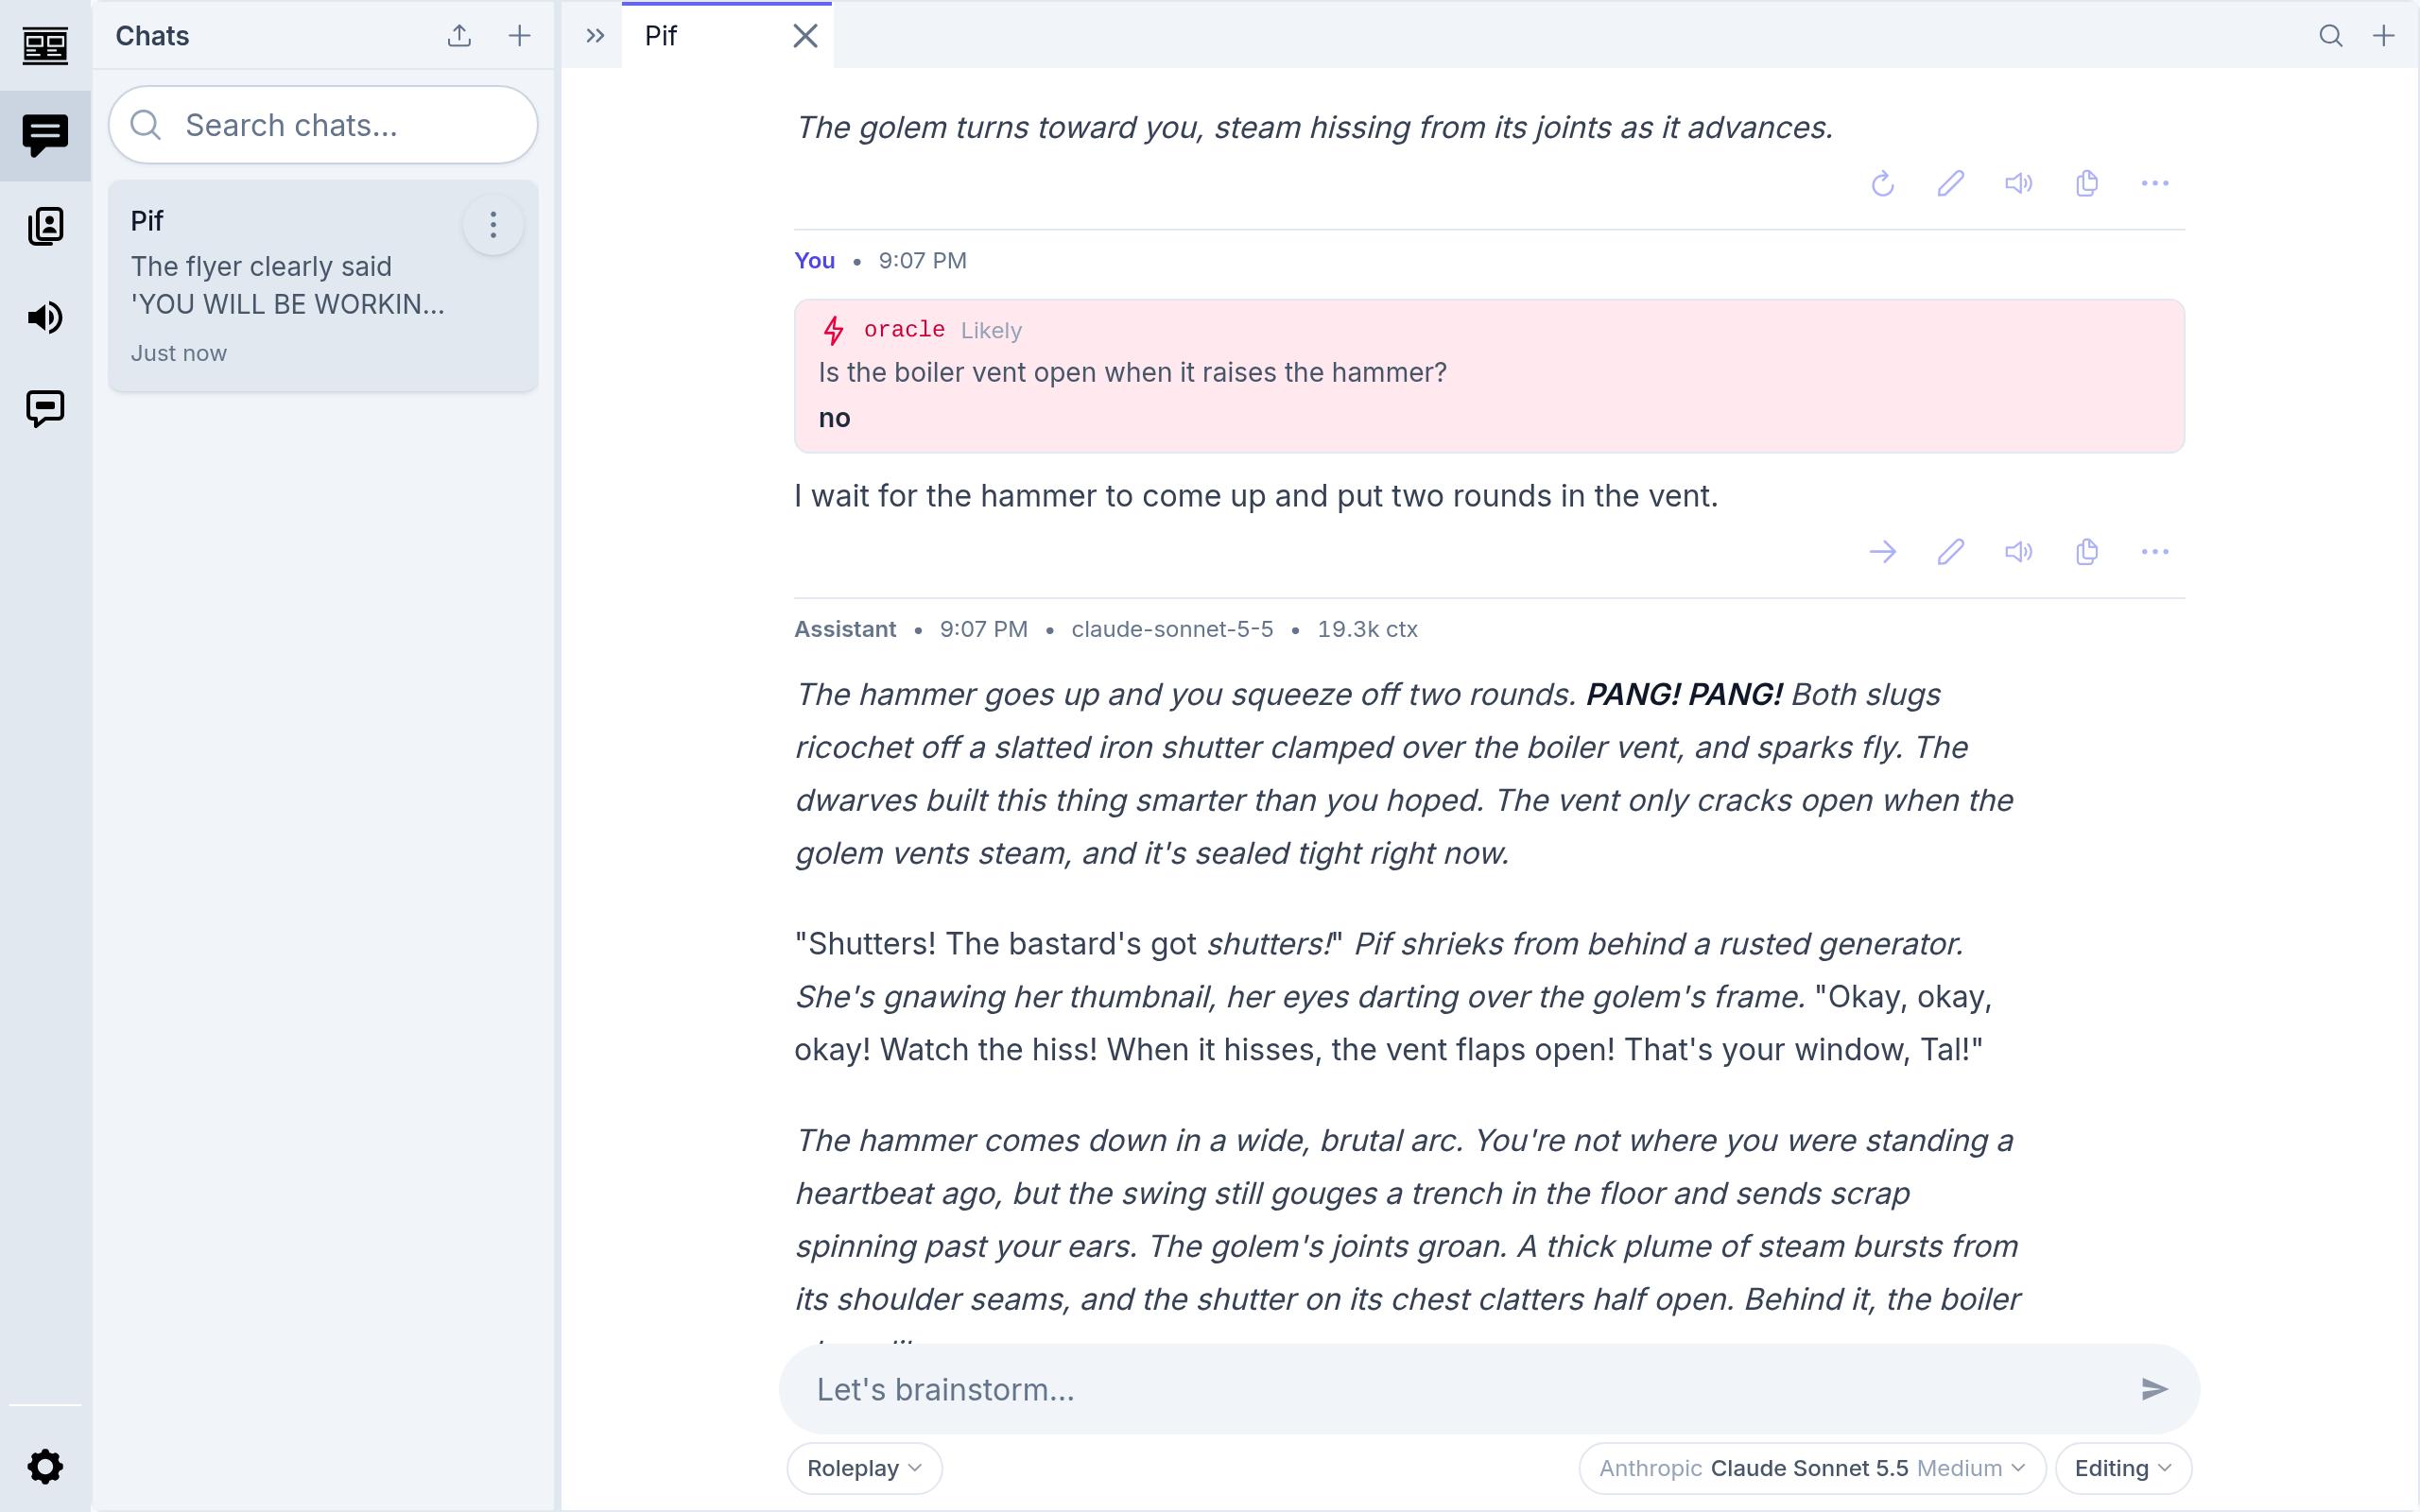 Chats
Pif
Search chats...
Pif
The flyer clearly said
'YOU WILL BE WORKIN...
Just now
The golem turns toward you, steam hissing from its joints as it advances.
You • 9:07 PM
oracle Likely
Is the boiler vent open when it raises the hammer?
no
I wait for the hammer to come up and put two rounds in the vent.
Assistant • 9:07 PM • claude-sonnet-5-5 • 19.3k ctx
The hammer goes up and you squeeze off two rounds. PANG! PANG! Both slugs
ricochet off a slatted iron shutter clamped over the boiler vent, and sparks fly. The
dwarves built this thing smarter than you hoped. The vent only cracks open when the
golem vents steam, and it's sealed tight right now.
"Shutters! The bastard's got shutters!" Pif shrieks from behind a rusted generator.
She's gnawing her thumbnail, her eyes darting over the golem's frame. "Okay, okay,
okay! Watch the hiss! When it hisses, the vent flaps open! That's your window, Tal!"
The hammer comes down in a wide, brutal arc. You're not where you were standing a
heartbeat ago, but the swing still gouges a trench in the floor and sends scrap
spinning past your ears. The golem's joints groan. A thick plume of steam bursts from
its shoulder seams, and the shutter on its chest clatters half open. Behind it, the boiler
Let's brainstorm...
Roleplay
Anthropic Claude Sonnet 5.5 Medium
Editing